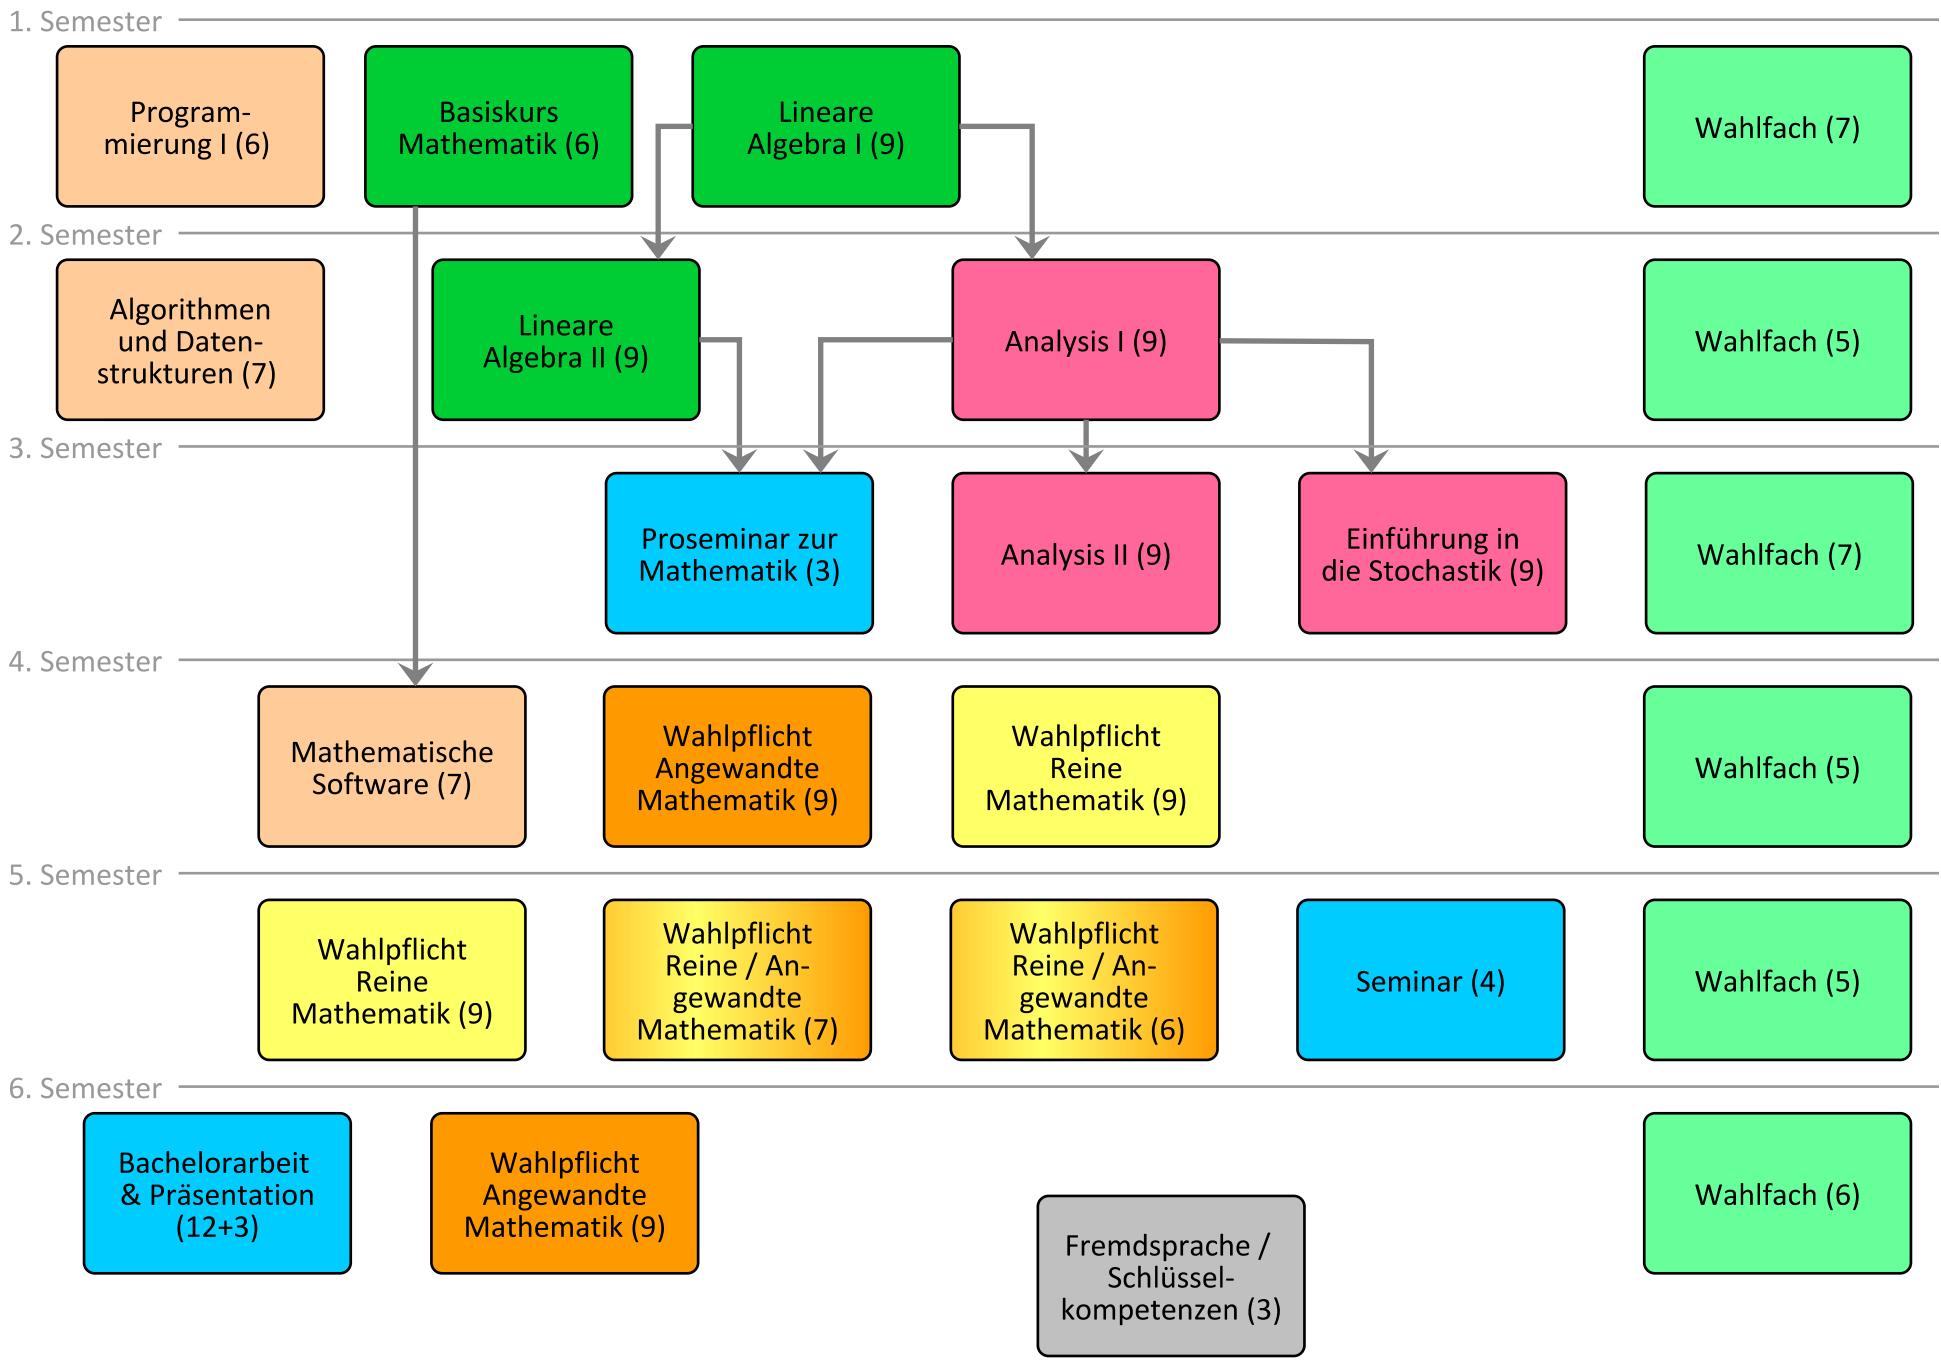 1. Semester
Program-
mierung I (6)
Basiskurs
Mathematik (6)
Lineare
Algebra I (9)
Wahlfach (7)
2. Semester
Algorithmen
und Daten-
strukturen (7)
Lineare
Algebra II (9)
Analysis I (9)
Wahlfach (5)
3. Semester
Proseminar zur
Mathematik (3)
Analysis II (9)
Einführung in
die Stochastik (9)
Wahlfach (7)
4. Semester
Mathematische
Software (7)
Wahlpflicht
Angewandte
Mathematik (9)
Wahlpflicht
Reine
Mathematik (9)
Wahlfach (5)
5. Semester
Wahlpflicht
Reine
Mathematik (9)
Wahlpflicht
Reine / An-
gewandte
Mathematik (7)
Wahlpflicht
Reine / An-
gewandte
Mathematik (6)
Seminar (4)
Wahlfach (5)
6. Semester
Bachelorarbeit
& Präsentation
(12+3)
Wahlpflicht
Angewandte
Mathematik (9)
Fremdsprache /
Schlüssel-
kompetenzen (3)
Wahlfach (6)